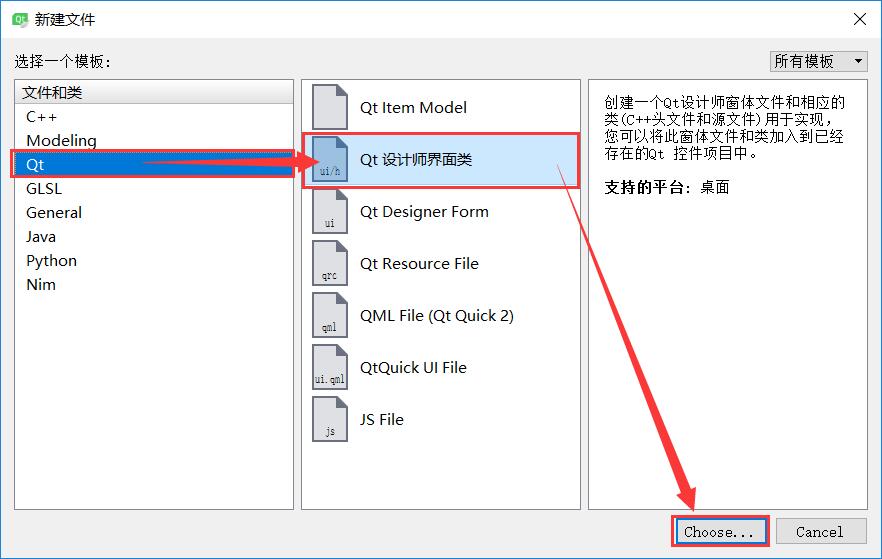 Qt 新建文件
选择一个模板:
所有模板
文件和类
C++
Modeling
Qt
GLSL
General
Java
Python
Nim
Qt Item Model
ui/h Qt 设计师界面类
ui Qt Designer Form
qrc Qt Resource File
qml QML File (Qt Quick 2)
ui.qml QtQuick UI File
js JS File
创建一个Qt设计师窗体文件和相应的
类(C++头文件和源文件)用于实现，
您可以将此窗体文件和类加入到已经
存在的Qt 控件项目中。
支持的平台: 桌面
Choose...
Cancel